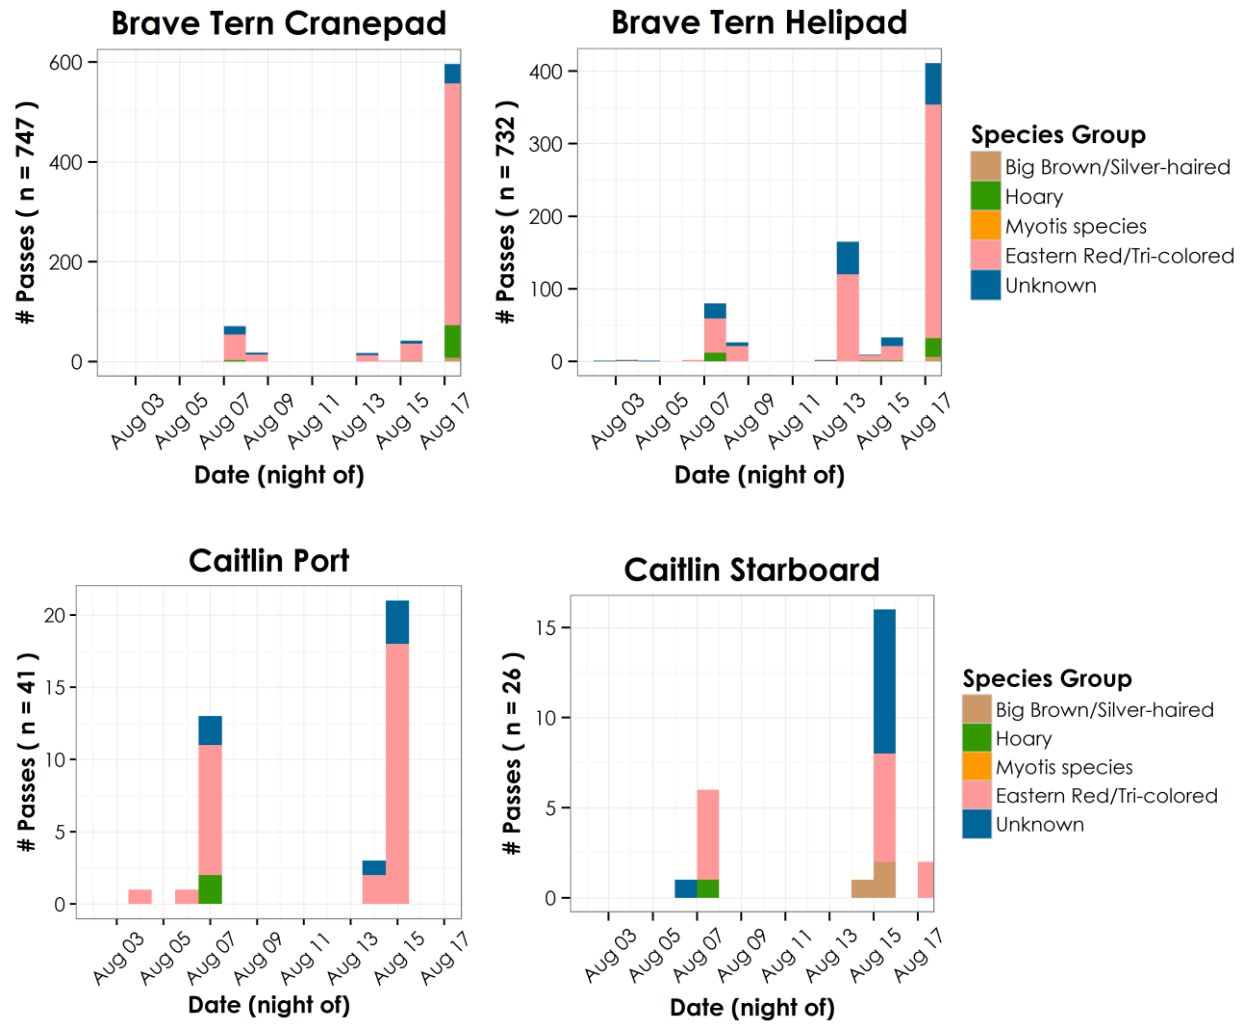 Brave Tern Cranepad
# Passes ( n = 747 )
600
400
200
0
Aug 03
Aug 05
Aug 07
Aug 09
Aug 11
Aug 13
Aug 15
Aug 17
Date (night of)
Brave Tern Helipad
# Passes ( n = 732 )
400
300
200
100
0
Aug 03
Aug 05
Aug 07
Aug 09
Aug 11
Aug 13
Aug 15
Aug 17
Date (night of)
Species Group
Big Brown/Silver-haired
Hoary
Myotis species
Eastern Red/Tri-colored
Unknown
Caitlin Port
# Passes ( n = 41 )
20
15
10
5
0
Aug 03
Aug 05
Aug 07
Aug 09
Aug 11
Aug 13
Aug 15
Aug 17
Date (night of)
Caitlin Starboard
# Passes ( n = 26 )
15
10
5
0
Aug 03
Aug 05
Aug 07
Aug 09
Aug 11
Aug 13
Aug 15
Aug 17
Date (night of)
Species Group
Big Brown/Silver-haired
Hoary
Myotis species
Eastern Red/Tri-colored
Unknown